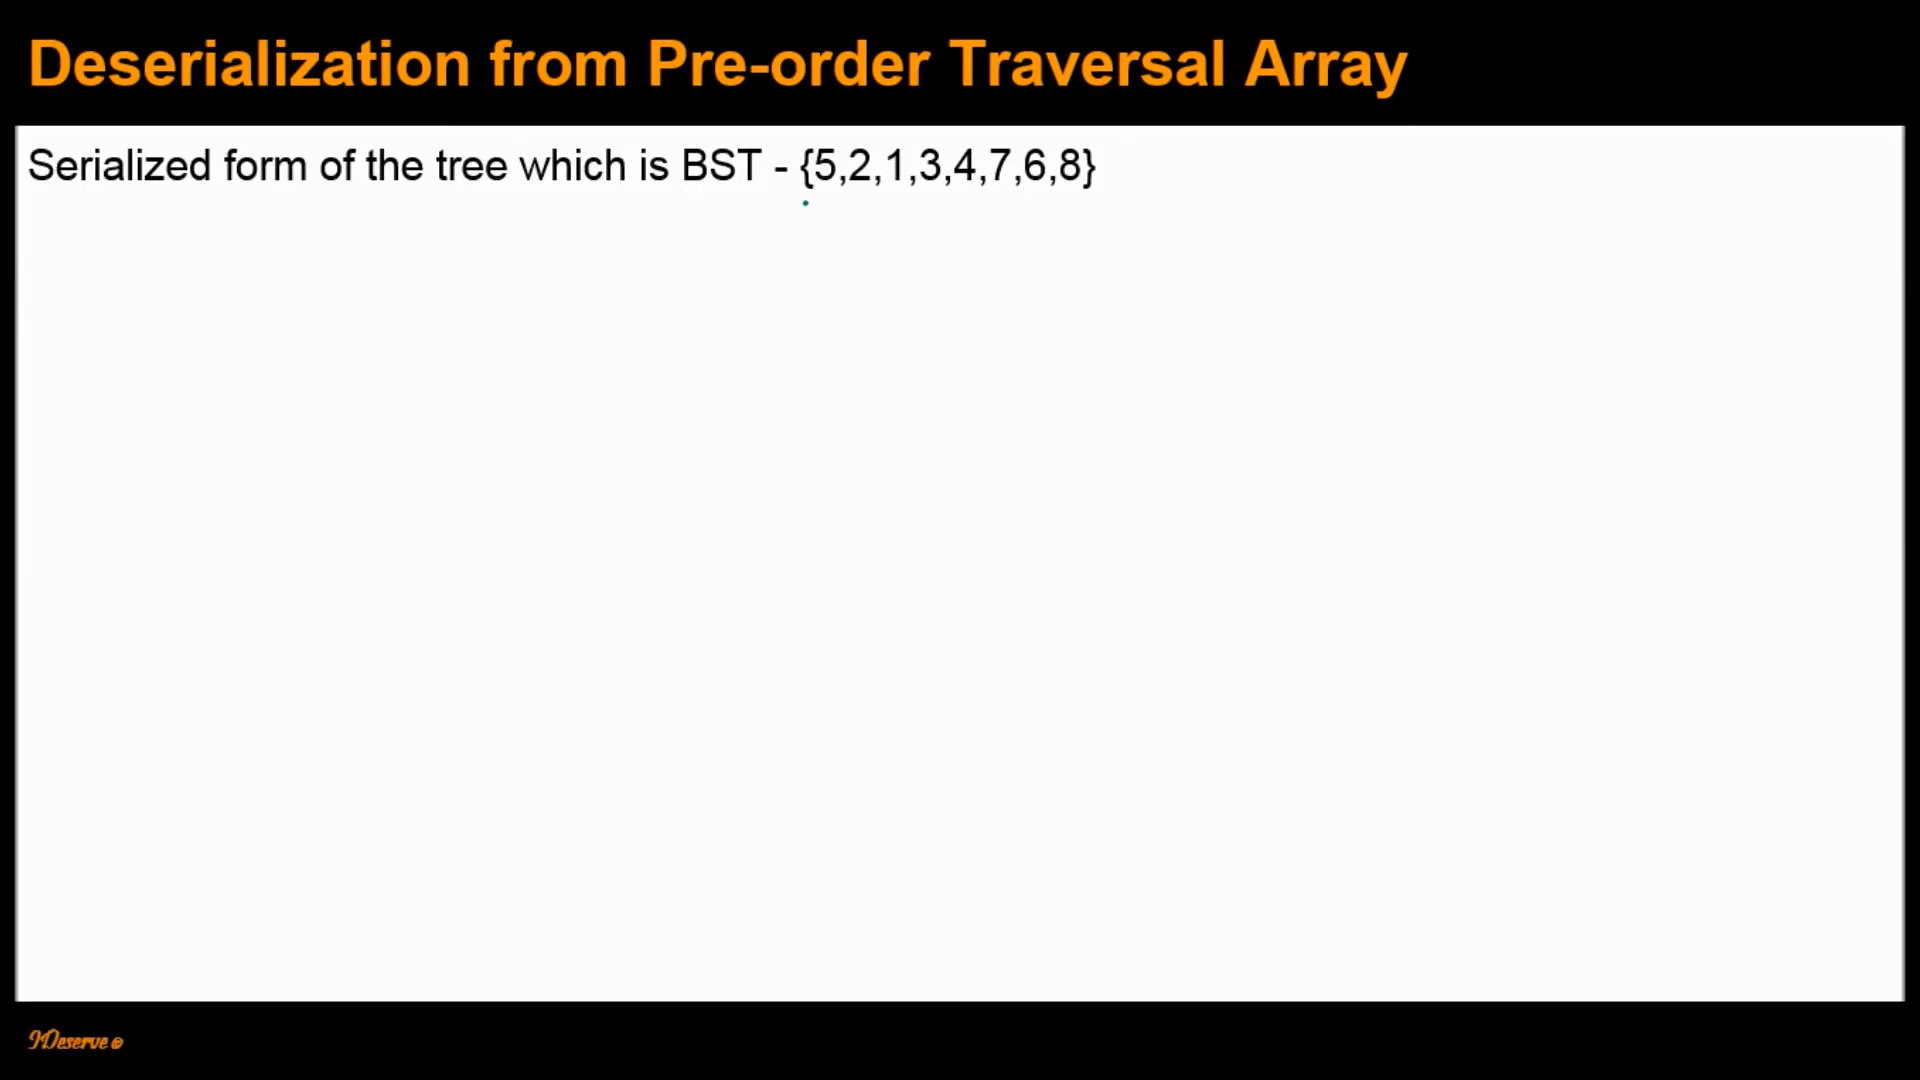 Deserialization from Pre-order Traversal Array
Serialized form of the tree which is BST - {5,2,1,3,4,7,6,8}
IDeserve ©